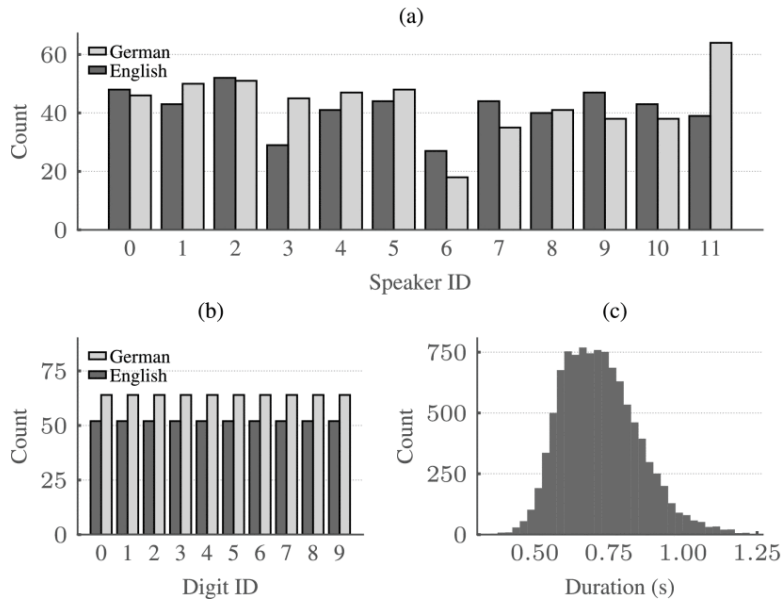 (a)
German
English
60
40
20
0
Count
0 1 2 3 4 5 6 7 8 9 10 11
Speaker ID
(b)
German
English
75
50
25
0
Count
0 1 2 3 4 5 6 7 8 9
Digit ID
(c)
750
500
250
0
Count
0.50 0.75 1.00 1.25
Duration (s)